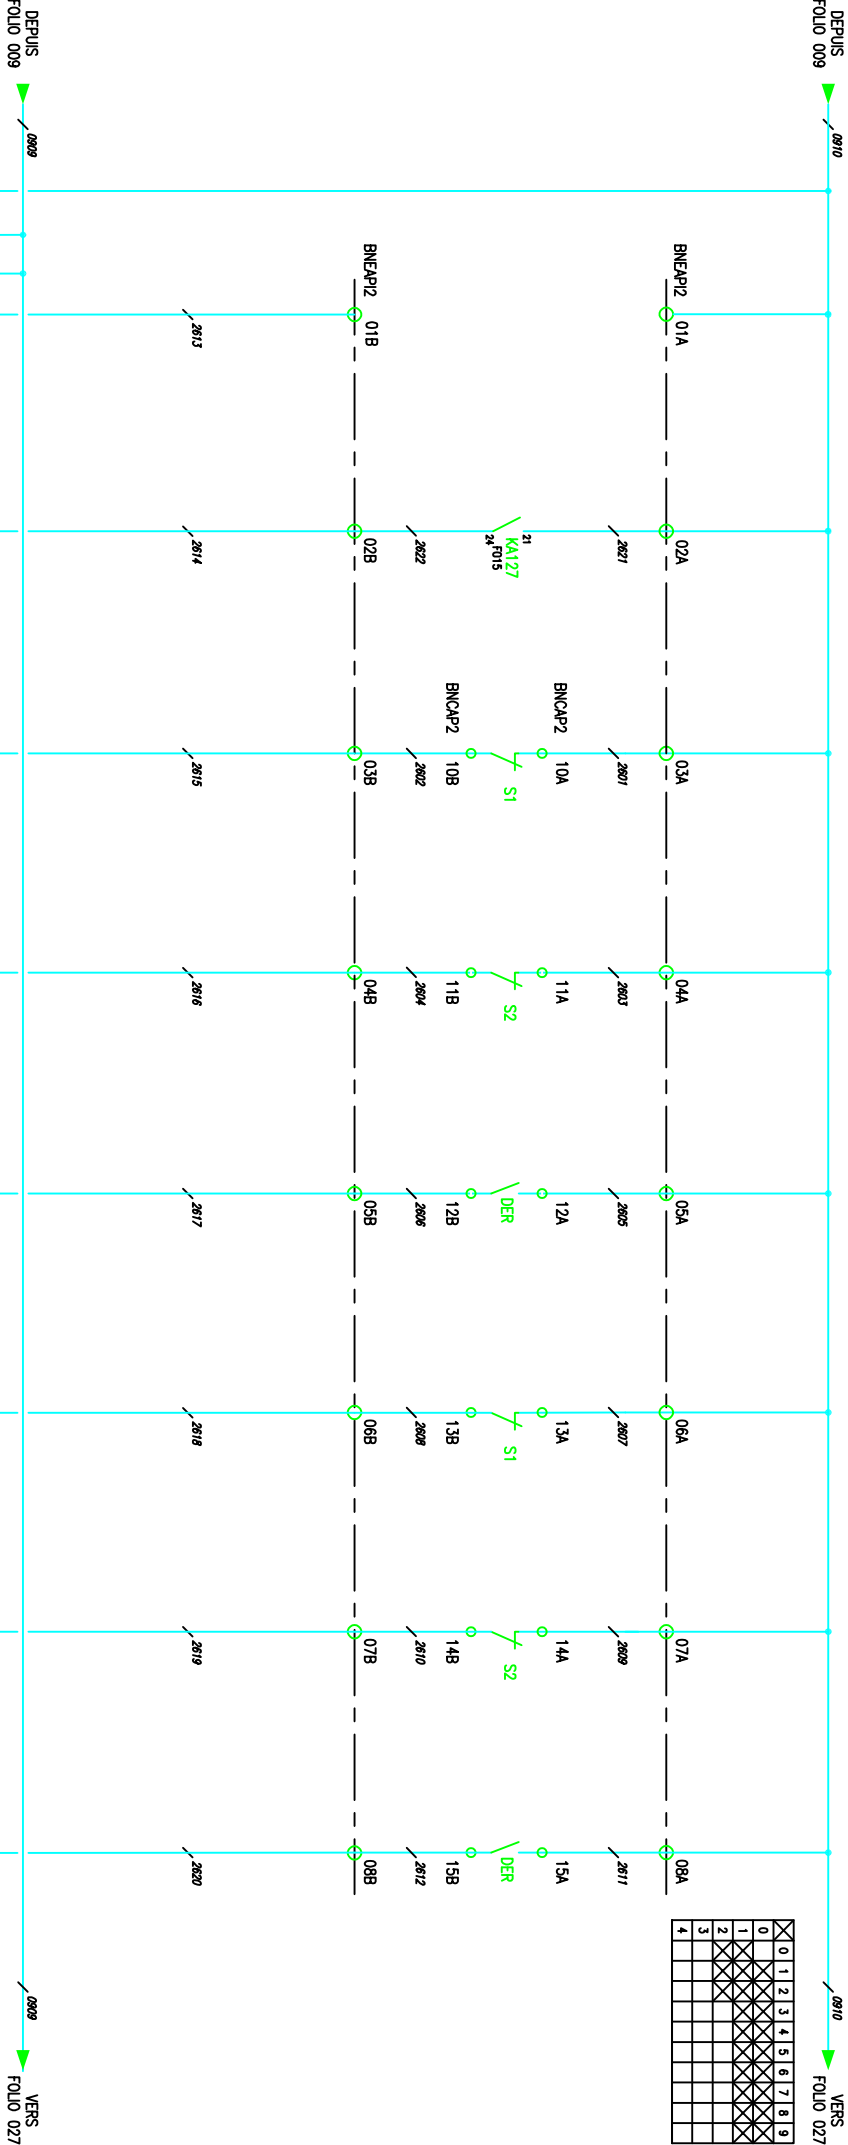 DEPUIS
FOLIO 009
0910
0910
VERS
FOLIO 027
0 1 2 3 4 5 6 7 8 9
0
1
2
3
4
BNEAPI2
01A
02A
03A
04A
05A
06A
07A
08A
2621
2601
2603
2605
2607
2609
2611
BNCAP2
10A
11A
12A
13A
14A
15A
21
KA127
F015
24
S1
S2
DER
S1
S2
DER
BNCAP2
10B
11B
12B
13B
14B
15B
2622
2602
2604
2606
2608
2610
2612
BNEAPI2
01B
02B
03B
04B
05B
06B
07B
08B
2613
2614
2615
2616
2617
2618
2619
2620
DEPUIS
FOLIO 009
0909
0909
VERS
FOLIO 027